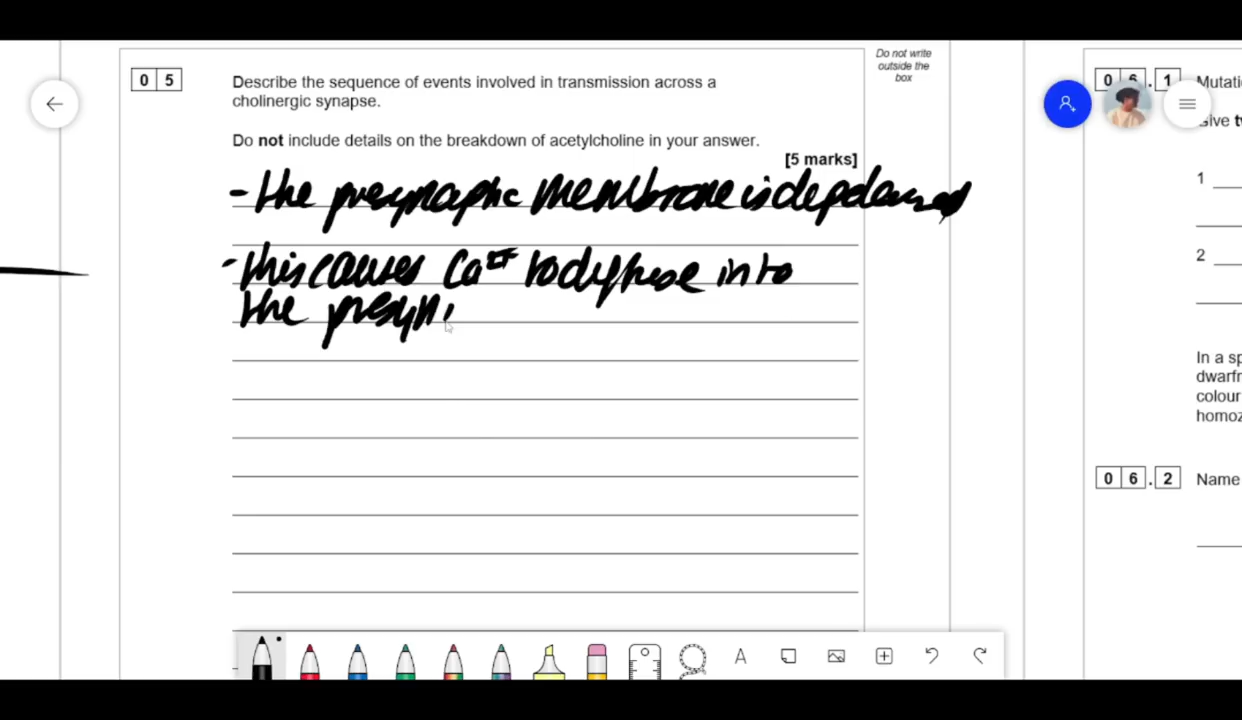 Do not write
outside the
box
0 5
Describe the sequence of events involved in transmission across a
cholinergic synapse.
Do not include details on the breakdown of acetylcholine in your answer.
[5 marks]
- the presynaptic membrane is depolarised
- this causes Ca²⁺ to diffuse into
the presyn
0 6 . 1 Mutati
Give tw
1
2
In a sp
dwarfr
colour
homoz
0 6 . 2 Name
A